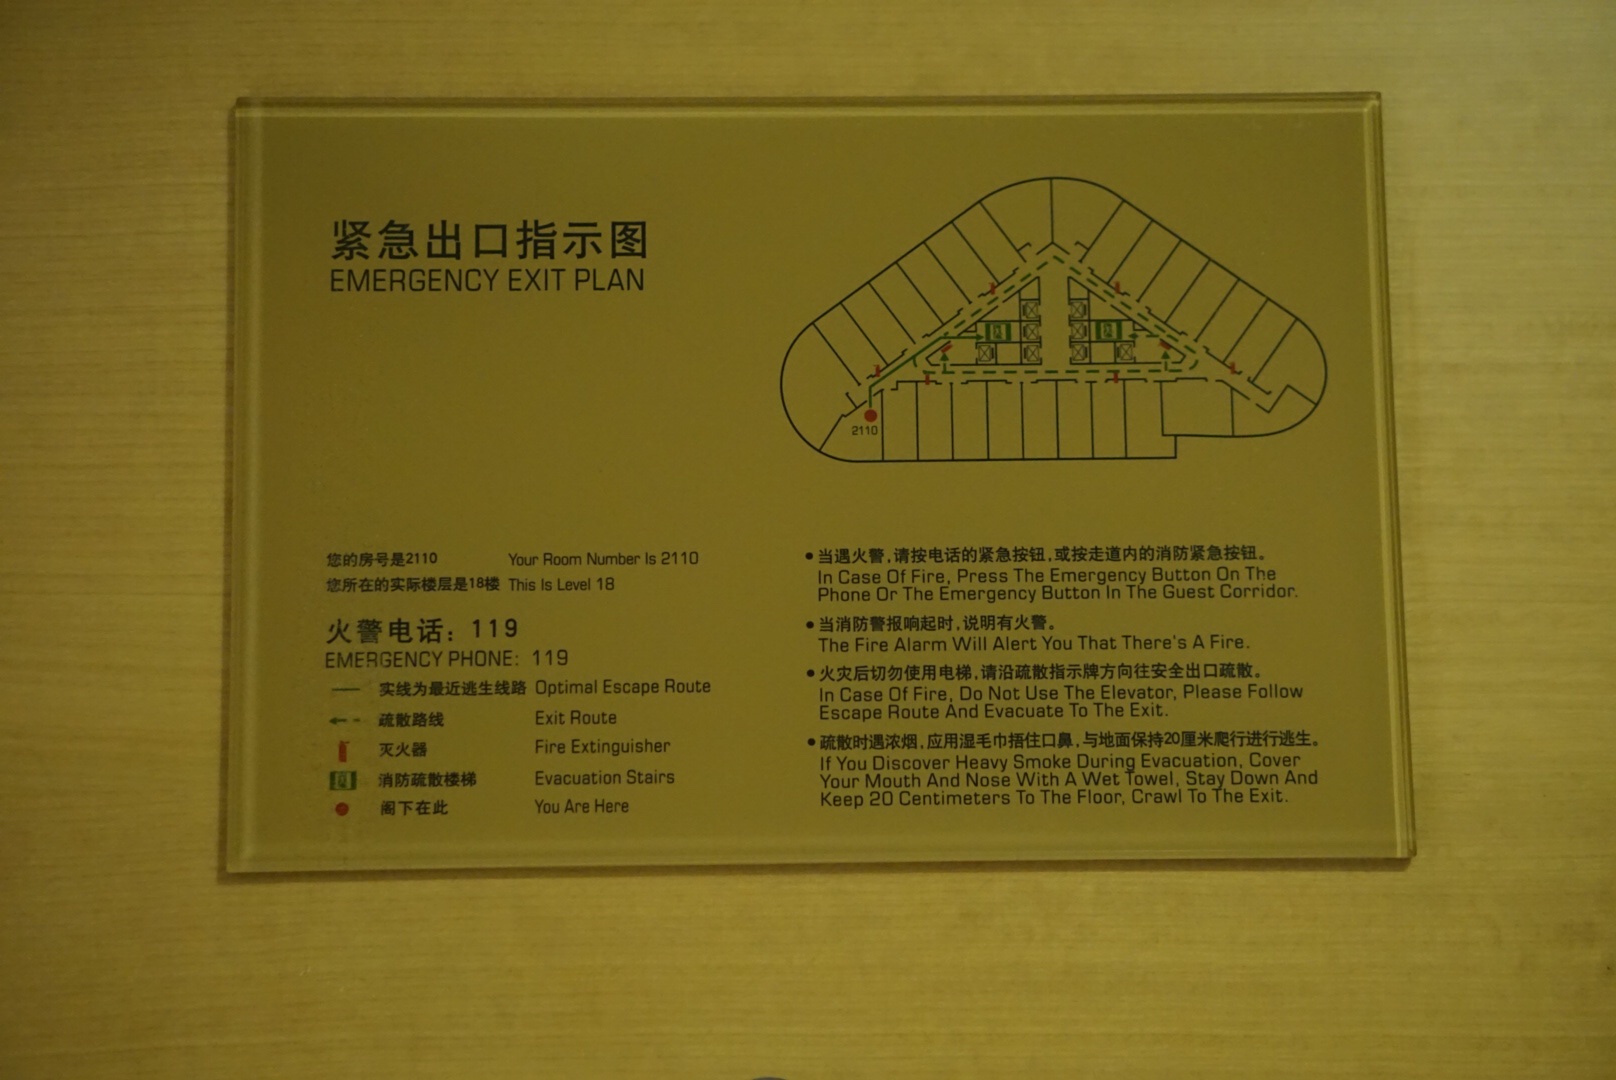 紧急出口指示图
EMERGENCY EXIT PLAN
2110
您的房号是2110 Your Room Number Is 2110
您所在的实际楼层是18楼 This Is Level 18
火警电话：119
EMERGENCY PHONE: 119
实线为最近逃生线路 Optimal Escape Route
疏散路线 Exit Route
灭火器 Fire Extinguisher
消防疏散楼梯 Evacuation Stairs
阁下在此 You Are Here
●当遇火警,请按电话的紧急按钮,或按走道内的消防紧急按钮。
In Case Of Fire, Press The Emergency Button On The
Phone Or The Emergency Button In The Guest Corridor.
●当消防警报响起时,说明有火警。
The Fire Alarm Will Alert You That There's A Fire.
●火灾后切勿使用电梯,请沿疏散指示牌方向往安全出口疏散。
In Case Of Fire, Do Not Use The Elevator, Please Follow
Escape Route And Evacuate To The Exit.
●疏散时遇浓烟,应用湿毛巾捂住口鼻,与地面保持20厘米爬行进行逃生。
If You Discover Heavy Smoke During Evacuation, Cover
Your Mouth And Nose With A Wet Towel, Stay Down And
Keep 20 Centimeters To The Floor, Crawl To The Exit.